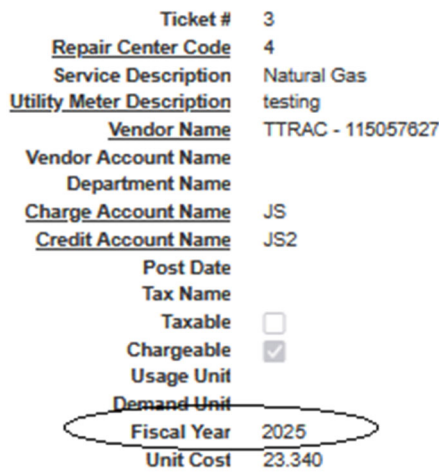 Ticket # 3
Repair Center Code 4
Service Description Natural Gas
Utility Meter Description testing
Vendor Name TTRAC - 115057627
Vendor Account Name
Department Name
Charge Account Name JS
Credit Account Name JS2
Post Date
Tax Name
Taxable
Chargeable
Usage Unit
Demand Unit
Fiscal Year 2025
Unit Cost 23.340